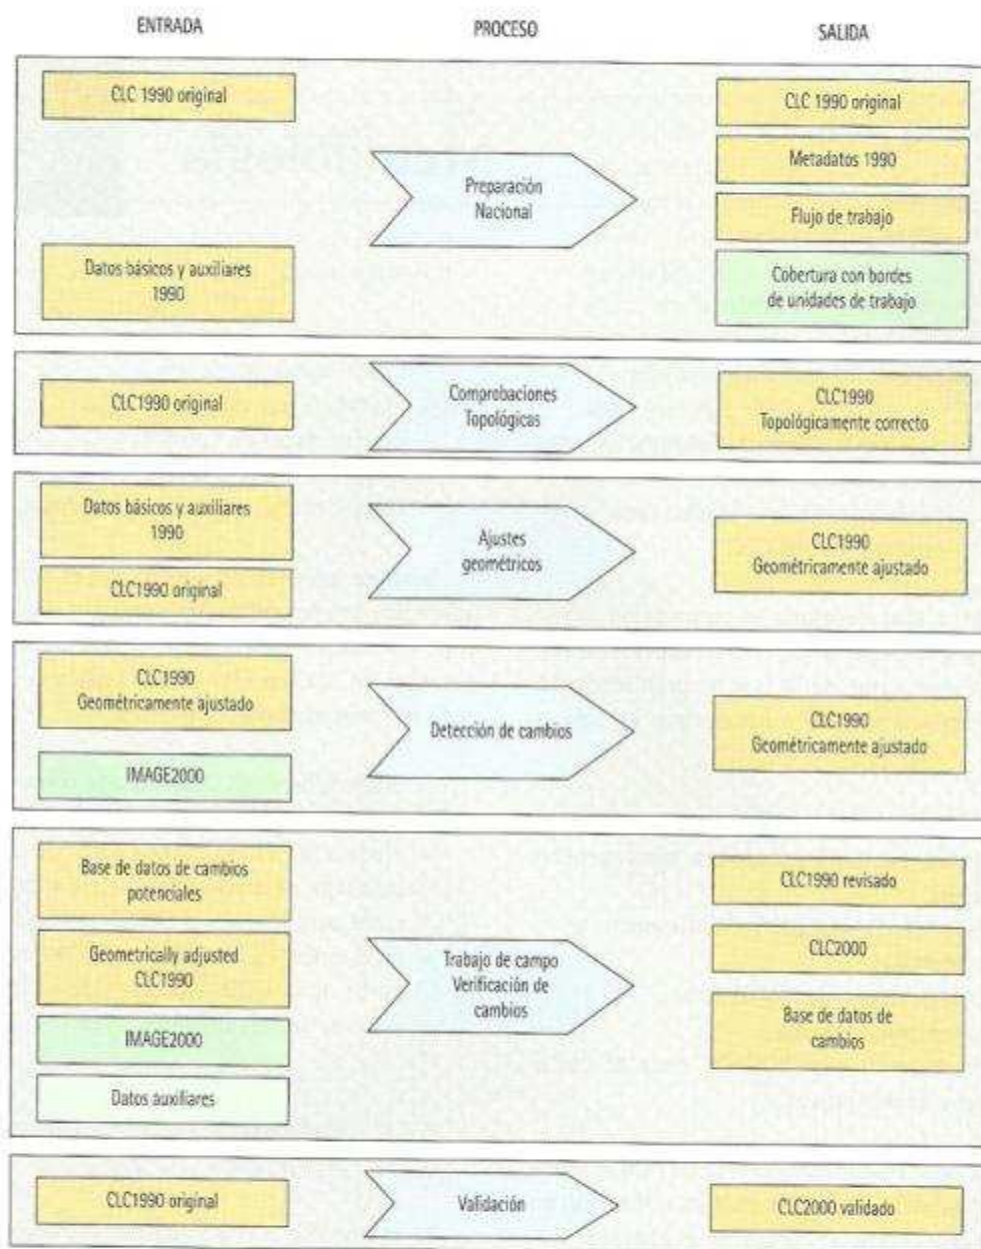 ENTRADA
PROCESO
SALIDA
CLC 1990 original
Datos básicos y auxiliares
1990
Preparación
Nacional
CLC 1990 original
Metadatos 1990
Flujo de trabajo
Cobertura con bordes
de unidades de trabajo
CLC1990 original
Comprobaciones
Topológicas
CLC1990
Topológicamente correcto
Datos básicos y auxiliares
1990
CLC1990 original
Ajustes
geométricos
CLC1990
Geométricamente ajustado
CLC1990
Geométricamente ajustado
IMAGE2000
Detección de cambios
CLC1990
Geométricamente ajustado
Base de datos de cambios
potenciales
Geometrically adjusted
CLC1990
IMAGE2000
Datos auxiliares
Trabajo de campo
Verificación de
cambios
CLC1990 revisado
CLC2000
Base de datos de
cambios
CLC1990 original
Validación
CLC2000 validado